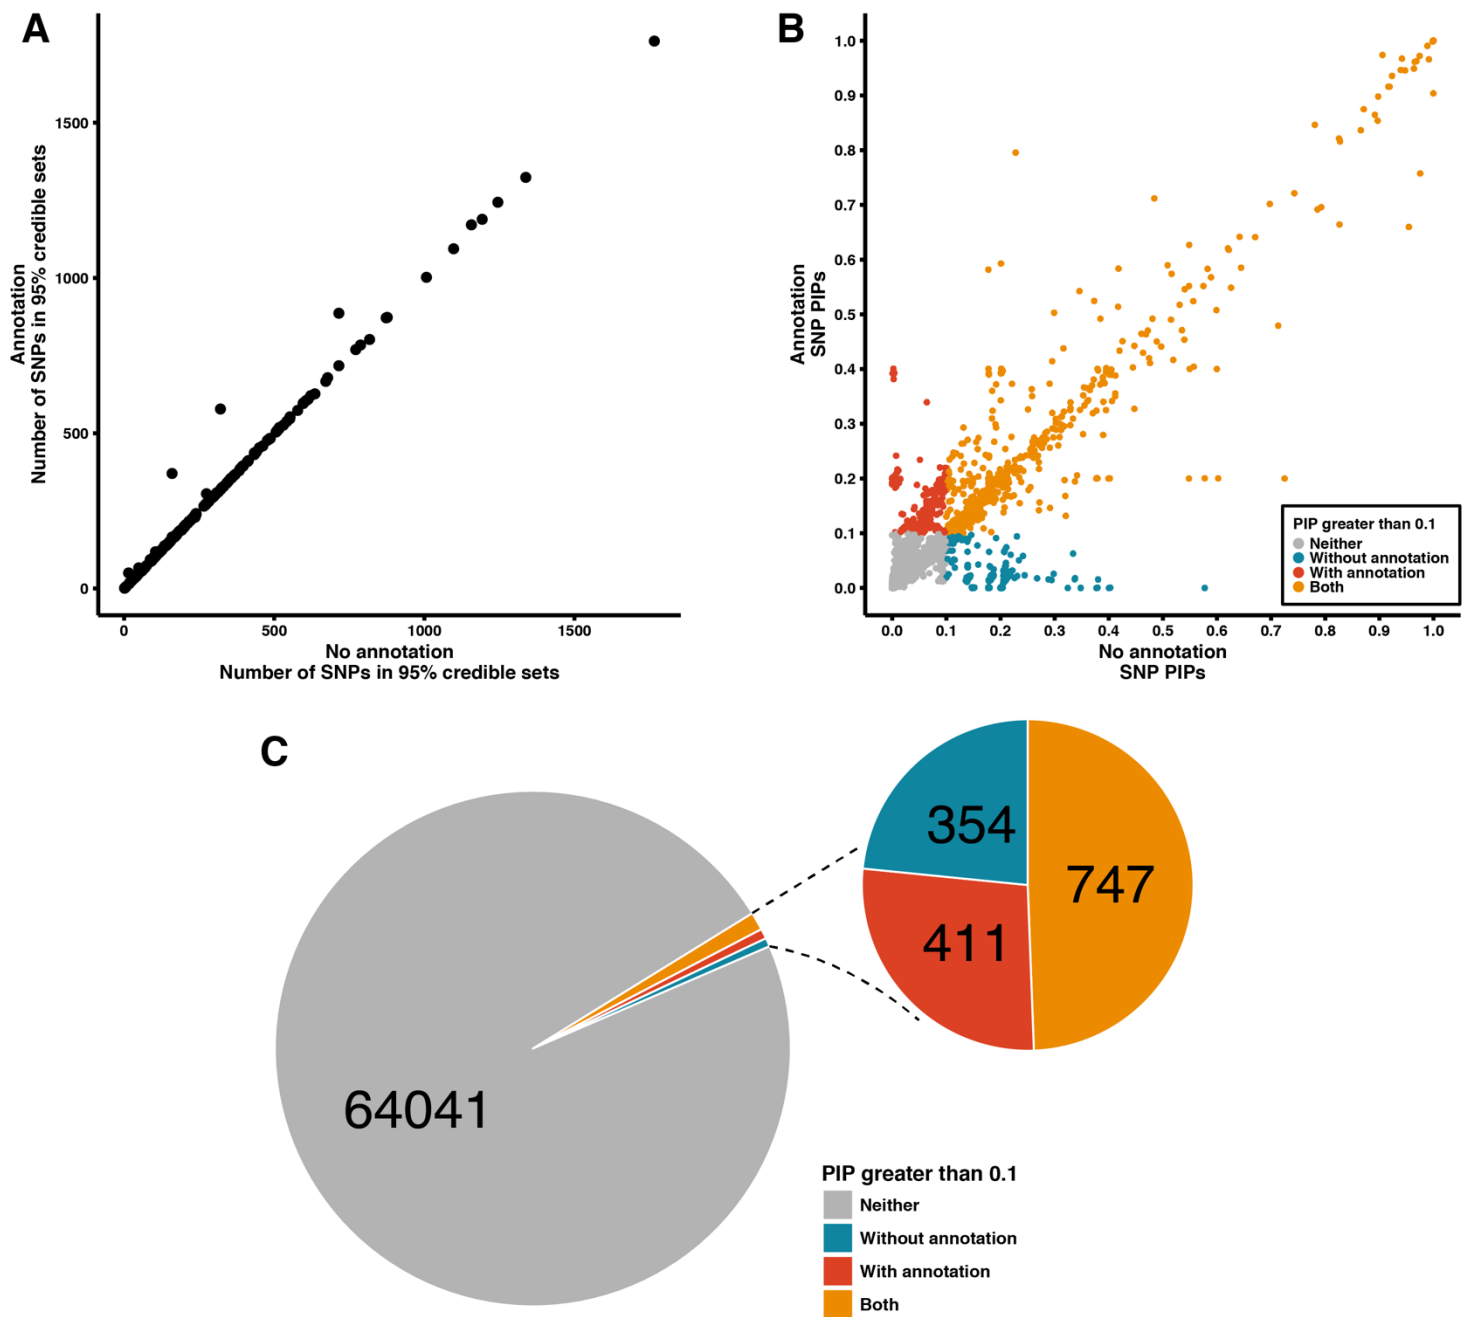 A
Annotation
Number of SNPs in 95% credible sets
1500
1000
500
0
0 500 1000 1500
No annotation
Number of SNPs in 95% credible sets
B
Annotation
SNP PIPs
1.0
0.9
0.8
0.7
0.6
0.5
0.4
0.3
0.2
0.1
0.0
0.0 0.1 0.2 0.3 0.4 0.5 0.6 0.7 0.8 0.9 1.0
No annotation
SNP PIPs
PIP greater than 0.1
Neither
Without annotation
With annotation
Both
C
64041
354
747
411
PIP greater than 0.1
Neither
Without annotation
With annotation
Both